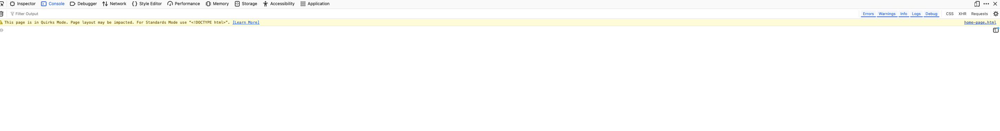 Inspector Console Debugger Network Style Editor Performance Memory Storage Accessibility Application
Filter Output Errors Warnings Info Logs Debug CSS XHR Requests
This page is in Quirks Mode. Page layout may be impacted. For Standards Mode use “<!DOCTYPE html>”. [Learn More] home-page.html